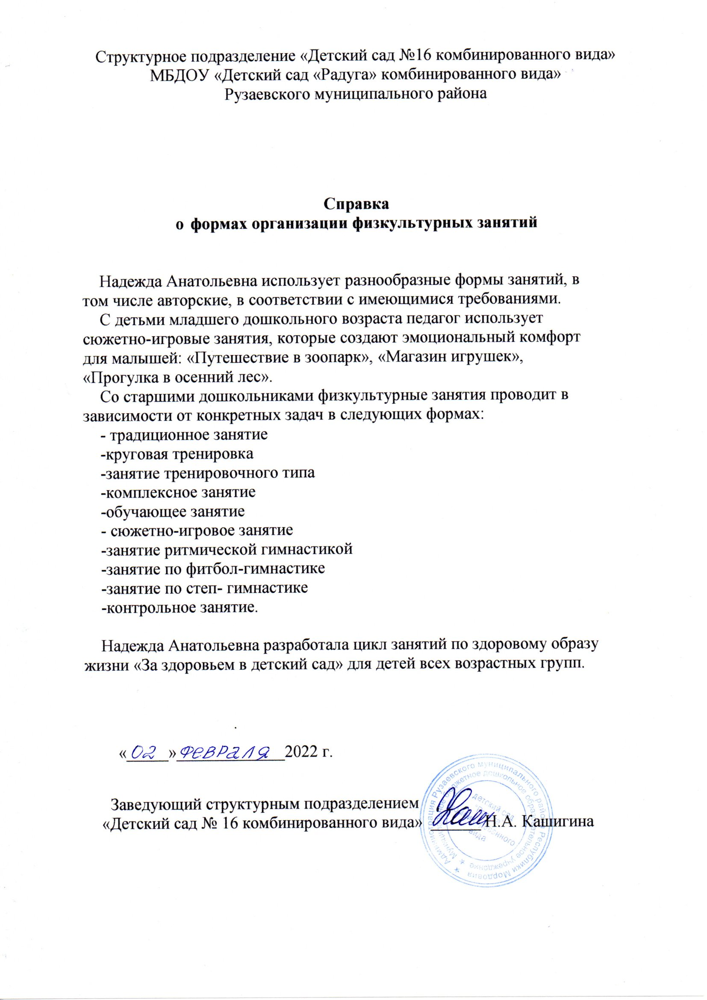 Структурное подразделение «Детский сад №16 комбинированного вида»
МБДОУ «Детский сад «Радуга» комбинированного вида»
Рузаевского муниципального района
Справка
о формах организации физкультурных занятий
Надежда Анатольевна использует разнообразные формы занятий, в
том числе авторские, в соответствии с имеющимися требованиями.
С детьми младшего дошкольного возраста педагог использует
сюжетно-игровые занятия, которые создают эмоциональный комфорт
для малышей: «Путешествие в зоопарк», «Магазин игрушек»,
«Прогулка в осенний лес».
Со старшими дошкольниками физкультурные занятия проводит в
зависимости от конкретных задач в следующих формах:
- традиционное занятие
-круговая тренировка
-занятие тренировочного типа
-комплексное занятие
-обучающее занятие
- сюжетно-игровое занятие
-занятие ритмической гимнастикой
-занятие по фитбол-гимнастике
-занятие по степ- гимнастике
-контрольное занятие.
Надежда Анатольевна разработала цикл занятий по здоровому образу
жизни «За здоровьем в детский сад» для детей всех возрастных групп.
«02»февраля 2022 г.
Заведующий структурным подразделением
«Детский сад № 16 комбинированного вида» Н.А. Кашигина
Администрация Рузаевского муниципального района Республики Мордовия
бюджетное дошкольное образовательное учреждение
детский сад
вида